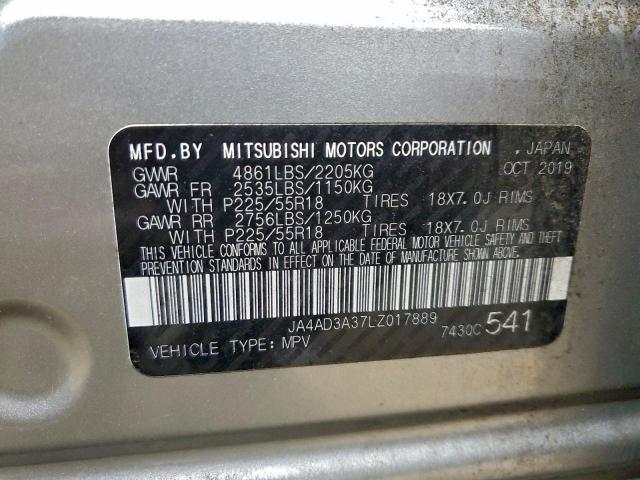 MFD.BY MITSUBISHI MOTORS CORPORATION . JAPAN
GVWR 4861LBS/2205KG OCT 2019
GAWR FR 2535LBS/1150KG
WITH P225/55R18 TIRES 18X7.0J RIMS
GAWR RR 2756LBS/1250KG
WITH P225/55R18 TIRES 18X7.0J RIMS
THIS VEHICLE CONFORMS TO ALL APPLICABLE FEDERAL MOTOR VEHICLE SAFETY AND THEFT
PREVENTION STANDARDS IN EFFECT ON THE DATE OF MANUFACTURE SHOWN ABOVE.
JA4AD3A37LZ017889
VEHICLE TYPE: MPV 7430C 541